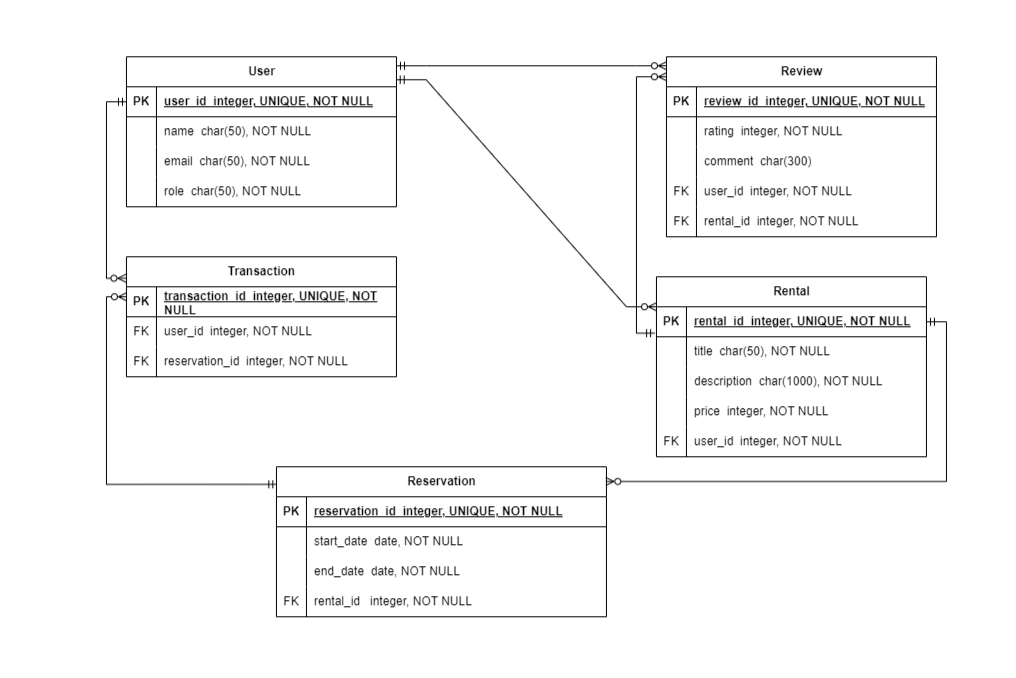 User
PK user_id integer, UNIQUE, NOT NULL
name char(50), NOT NULL
email char(50), NOT NULL
role char(50), NOT NULL
Review
PK review_id integer, UNIQUE, NOT NULL
rating integer, NOT NULL
comment char(300)
FK user_id integer, NOT NULL
FK rental_id integer, NOT NULL
Transaction
PK transaction_id integer, UNIQUE, NOT
NULL
FK user_id integer, NOT NULL
FK reservation_id integer, NOT NULL
Rental
PK rental_id integer, UNIQUE, NOT NULL
title char(50), NOT NULL
description char(1000), NOT NULL
price integer, NOT NULL
FK user_id integer, NOT NULL
Reservation
PK reservation_id integer, UNIQUE, NOT NULL
start_date date, NOT NULL
end_date date, NOT NULL
FK rental_id integer, NOT NULL